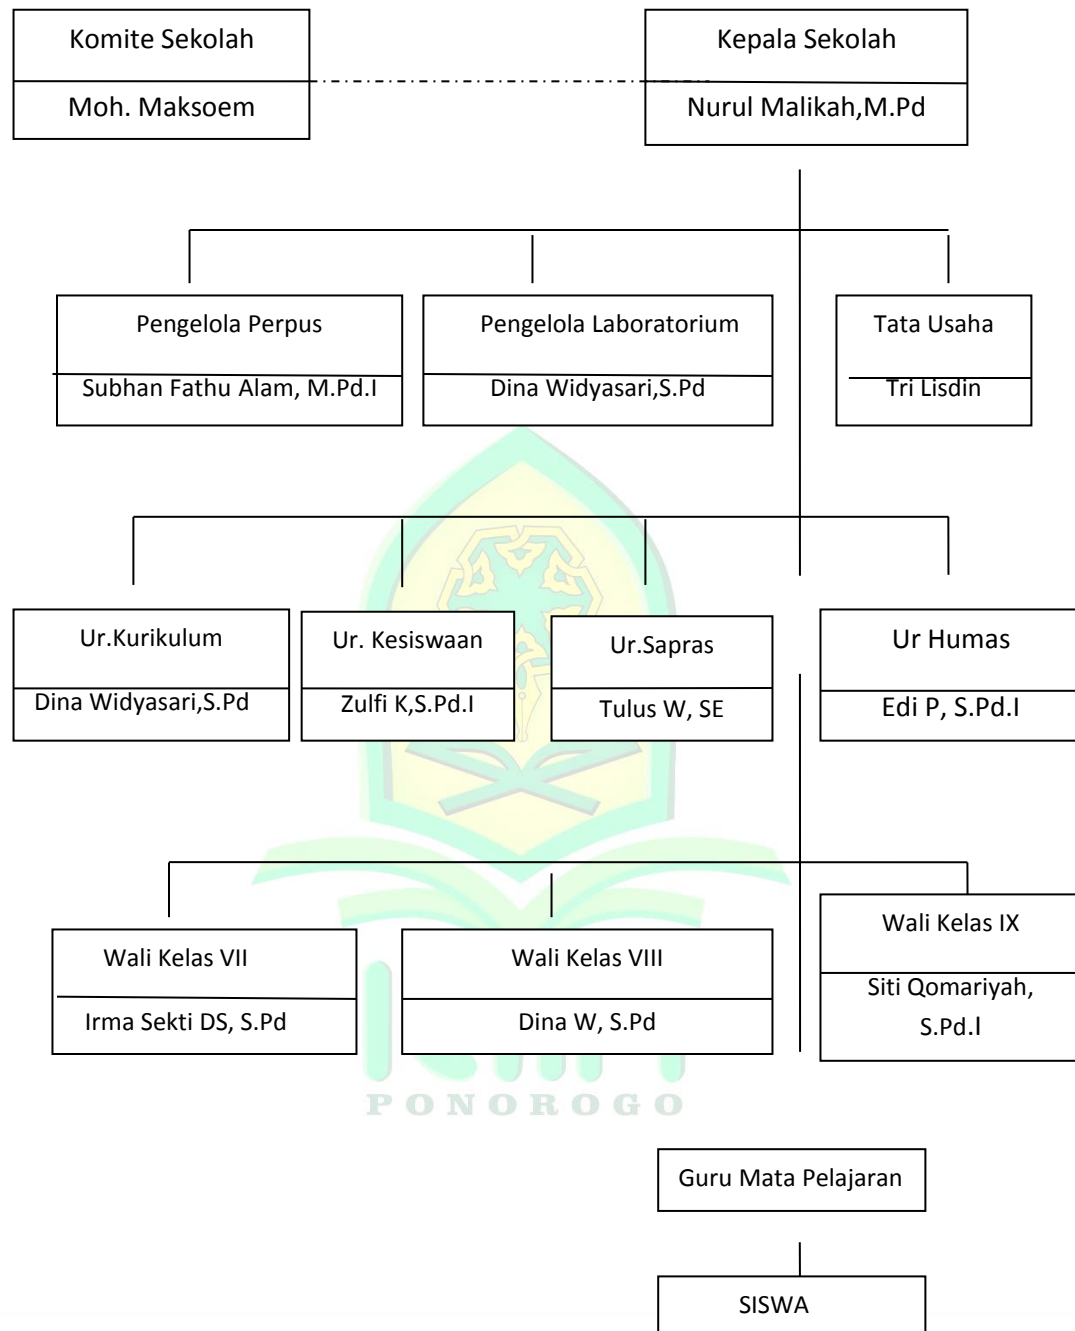 Komite Sekolah
Moh. Maksoem
Kepala Sekolah
Nurul Malikah,M.Pd
Pengelola Perpus
Subhan Fathu Alam, M.Pd.I
Pengelola Laboratorium
Dina Widyasari,S.Pd
Tata Usaha
Tri Lisdin
Ur.Kurikulum
Dina Widyasari,S.Pd
Ur. Kesiswaan
Zulfi K,S.Pd.I
Ur.Sapras
Tulus W, SE
Ur Humas
Edi P, S.Pd.I
Wali Kelas VII
Irma Sekti DS, S.Pd
Wali Kelas VIII
Dina W, S.Pd
Wali Kelas IX
Siti Qomariyah,
S.Pd.I
PONOROGO
Guru Mata Pelajaran
SISWA